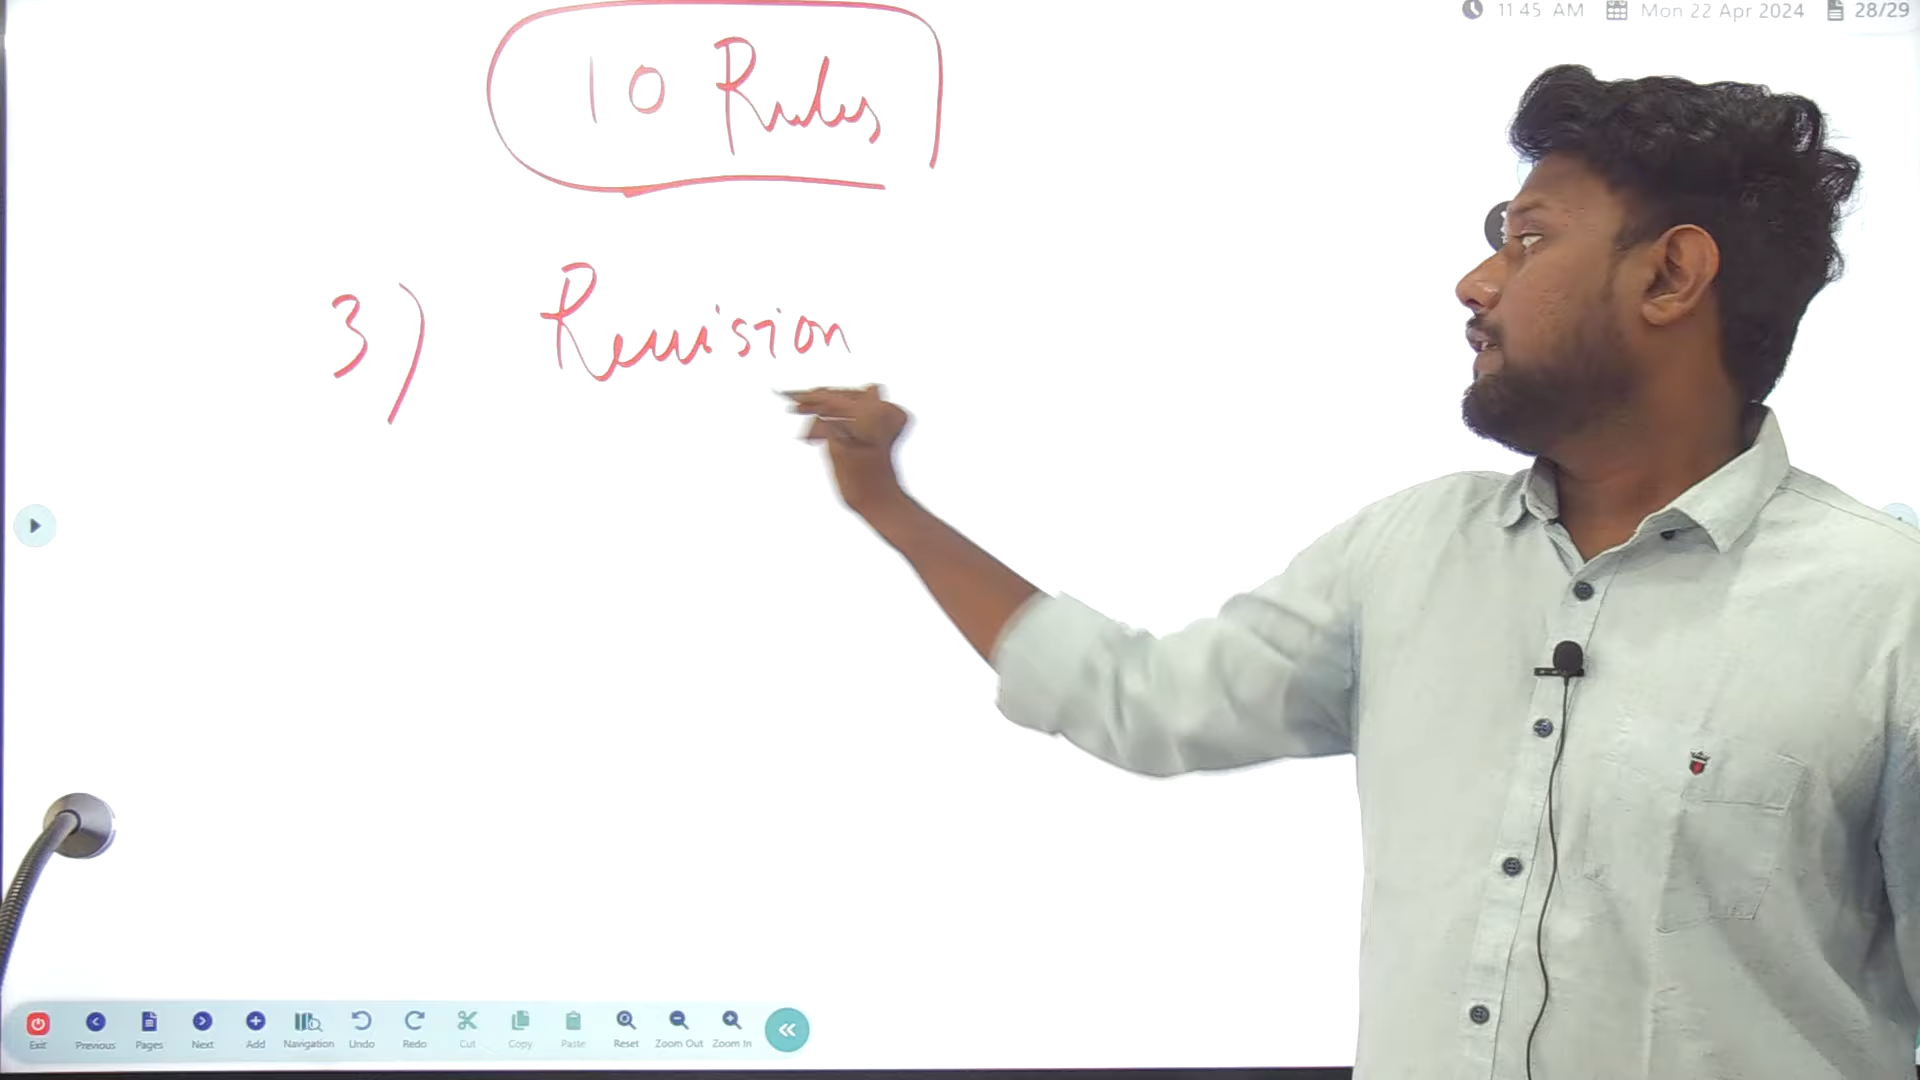 11 45 AM Mon 22 Apr 2024 28/29
10 Rules
3) Revision
Exit Previous Pages Next Add Navigation Undo Redo Cut Copy Paste Reset Zoom Out Zoom In